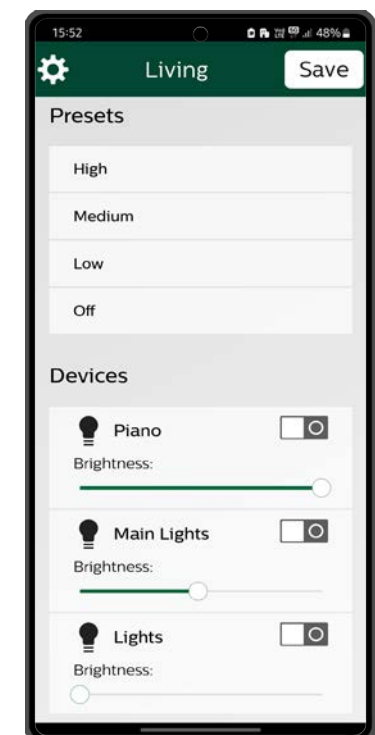 15:52 48%
Living Save
Presets
High
Medium
Low
Off
Devices
Piano
Brightness:
Main Lights
Brightness:
Lights
Brightness: